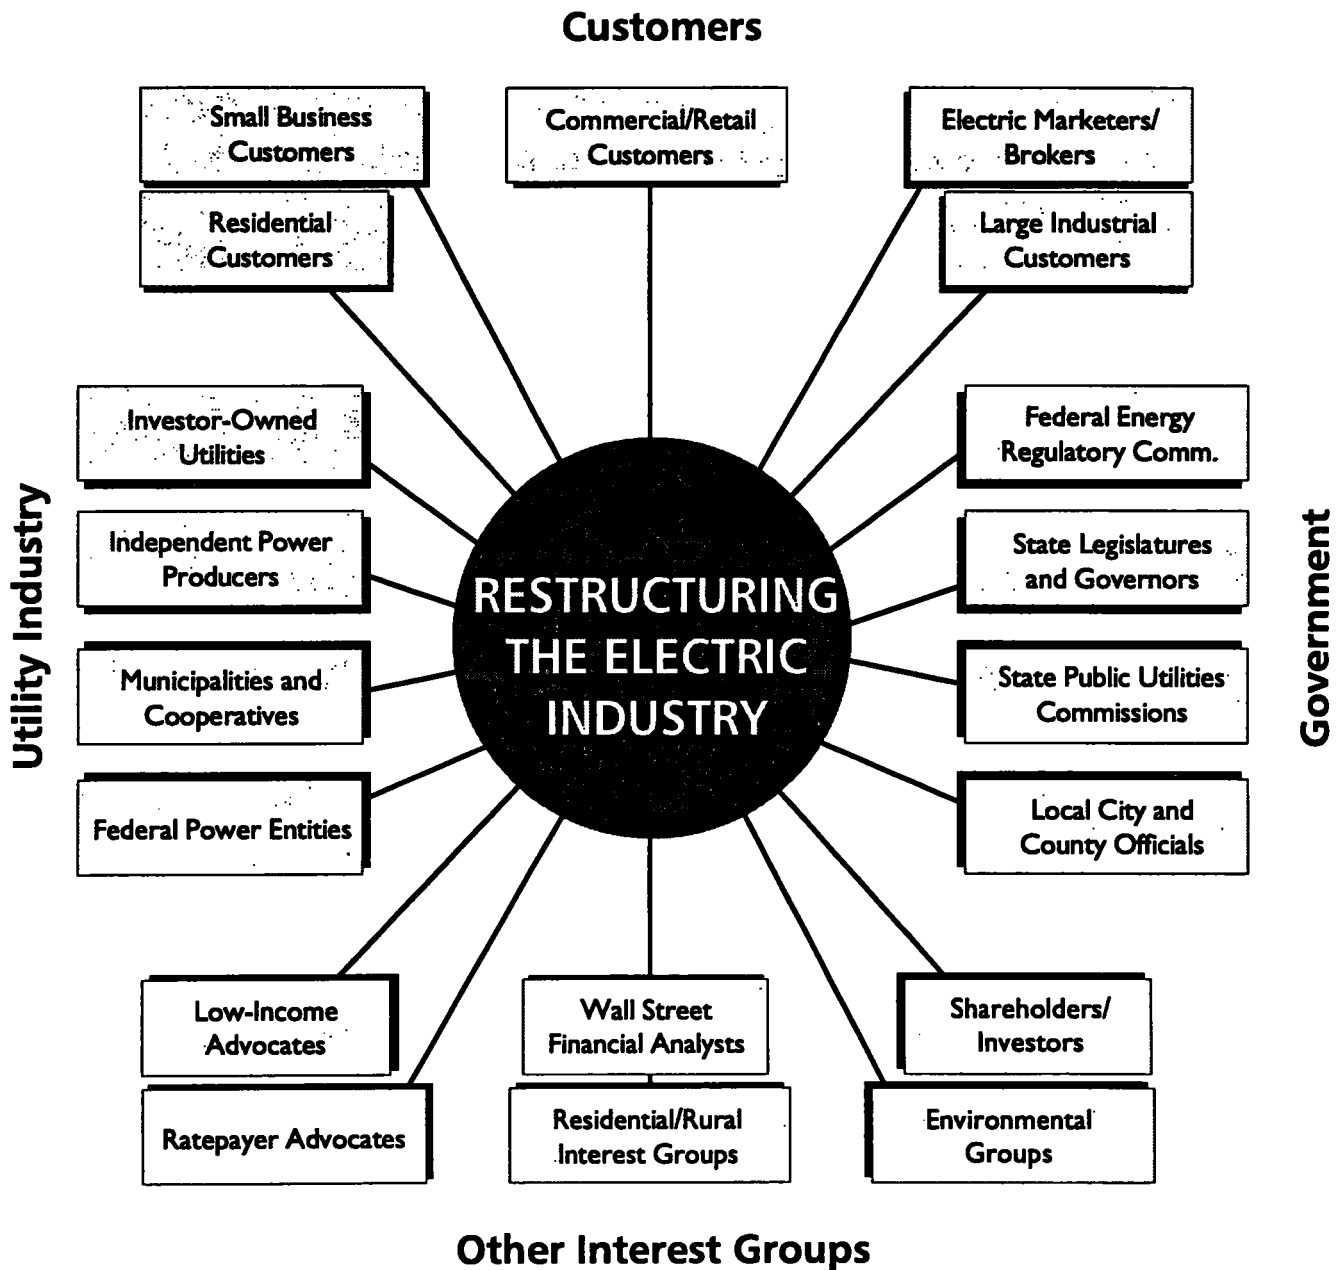 Customers
Small Business
Customers
Commercial/Retail
Customers
Electric Marketers/
Brokers
Residential
Customers
Large Industrial
Customers
Utility Industry
Investor-Owned
Utilities
Independent Power
Producers
Municipalities and
Cooperatives
Federal Power Entities
RESTRUCTURING
THE ELECTRIC
INDUSTRY
Government
Federal Energy
Regulatory Comm.
State Legislatures
and Governors
State Public Utilities
Commissions
Local City and
County Officials
Low-Income
Advocates
Wall Street
Financial Analysts
Shareholders/
Investors
Ratepayer Advocates
Residential/Rural
Interest Groups
Environmental
Groups
Other Interest Groups